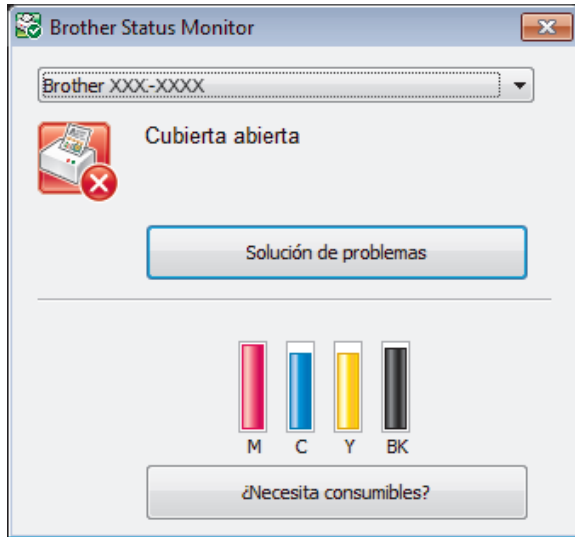 Brother Status Monitor
Brother XXX-XXXX
Cubierta abierta
Solución de problemas
M C Y BK
¿Necesita consumibles?